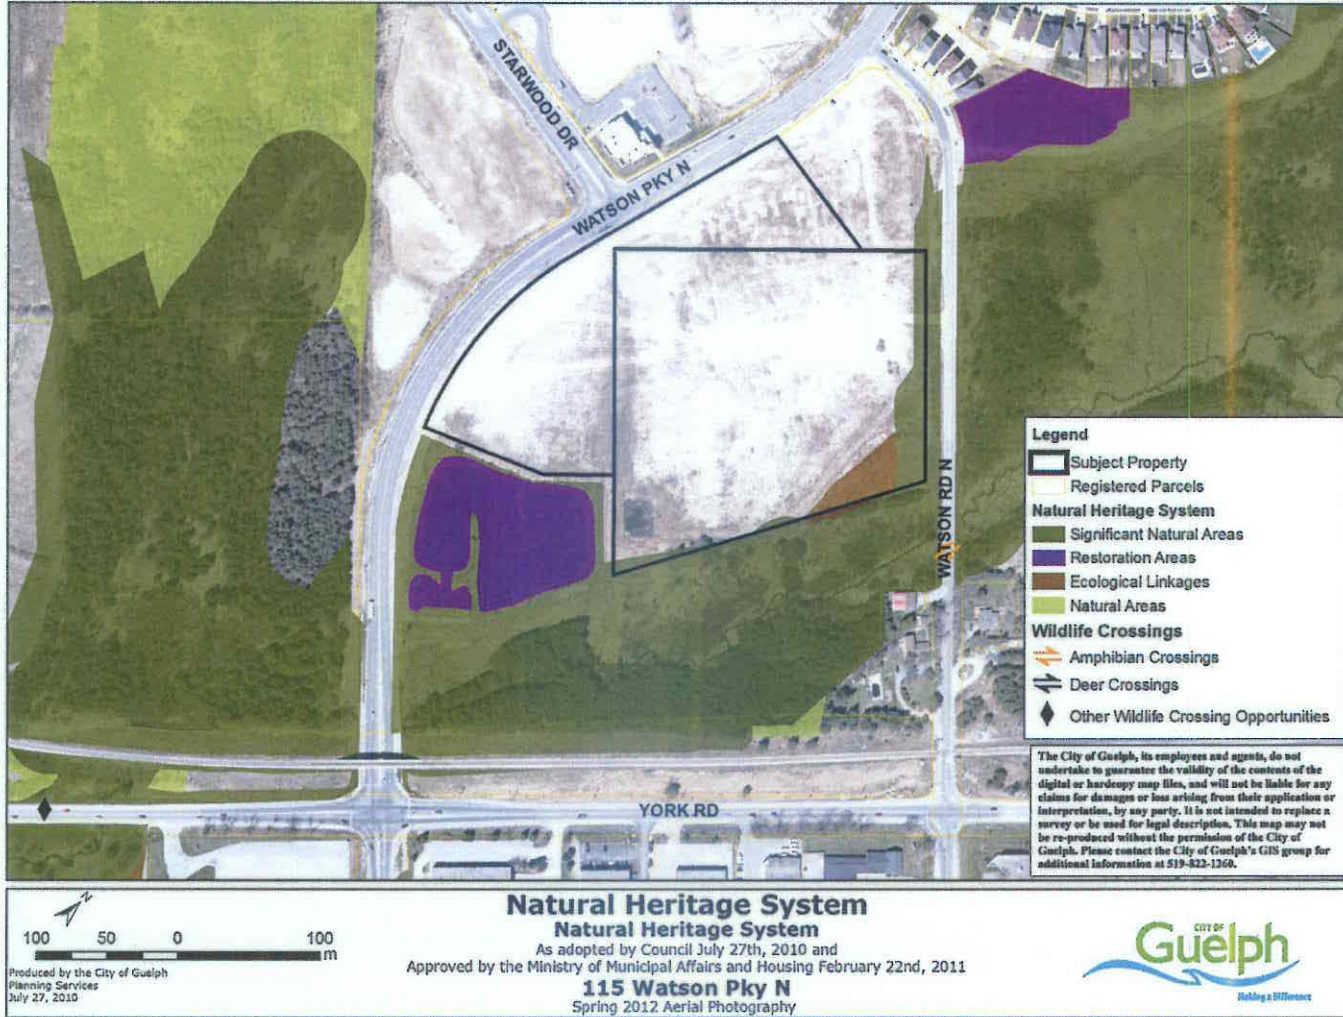 STARWOOD DR
WATSON PKY N
WATSON RD N
YORK RD
Legend
Subject Property
Registered Parcels
Natural Heritage System
Significant Natural Areas
Restoration Areas
Ecological Linkages
Natural Areas
Wildlife Crossings
Amphibian Crossings
Deer Crossings
Other Wildlife Crossing Opportunities
The City of Guelph, its employees and agents, do not
undertake to guarantee the validity of the contents of the
digital or hardcopy map files, and will not be liable for any
claims for damages or loss arising from their application or
interpretation, by any party. It is not intended to replace a
survey or be used for legal description. This map may not
be re-produced without the permission of the City of
Guelph. Please contact the City of Guelph's GIS group for
additional information at 519-822-1260.
N
100 50 0 100
m
Produced by the City of Guelph
Planning Services
July 27, 2010
Natural Heritage System
Natural Heritage System
As adopted by Council July 27th, 2010 and
Approved by the Ministry of Municipal Affairs and Housing February 22nd, 2011
115 Watson Pky N
Spring 2012 Aerial Photography
CITY OF
Guelph
Making a Difference